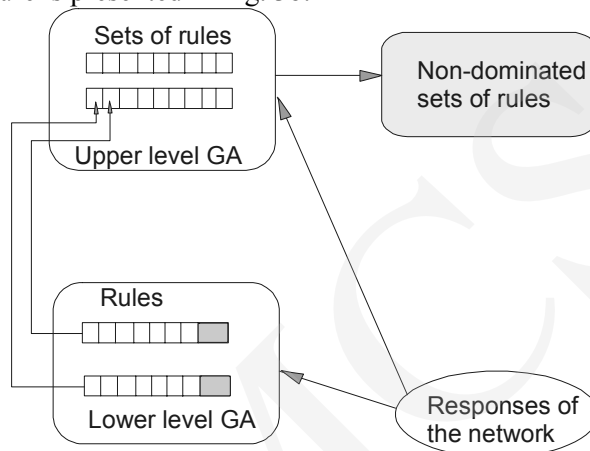 Sets of rules
Upper level GA
Non-dominated
sets of rules
Rules
Lower level GA
Responses of
the network